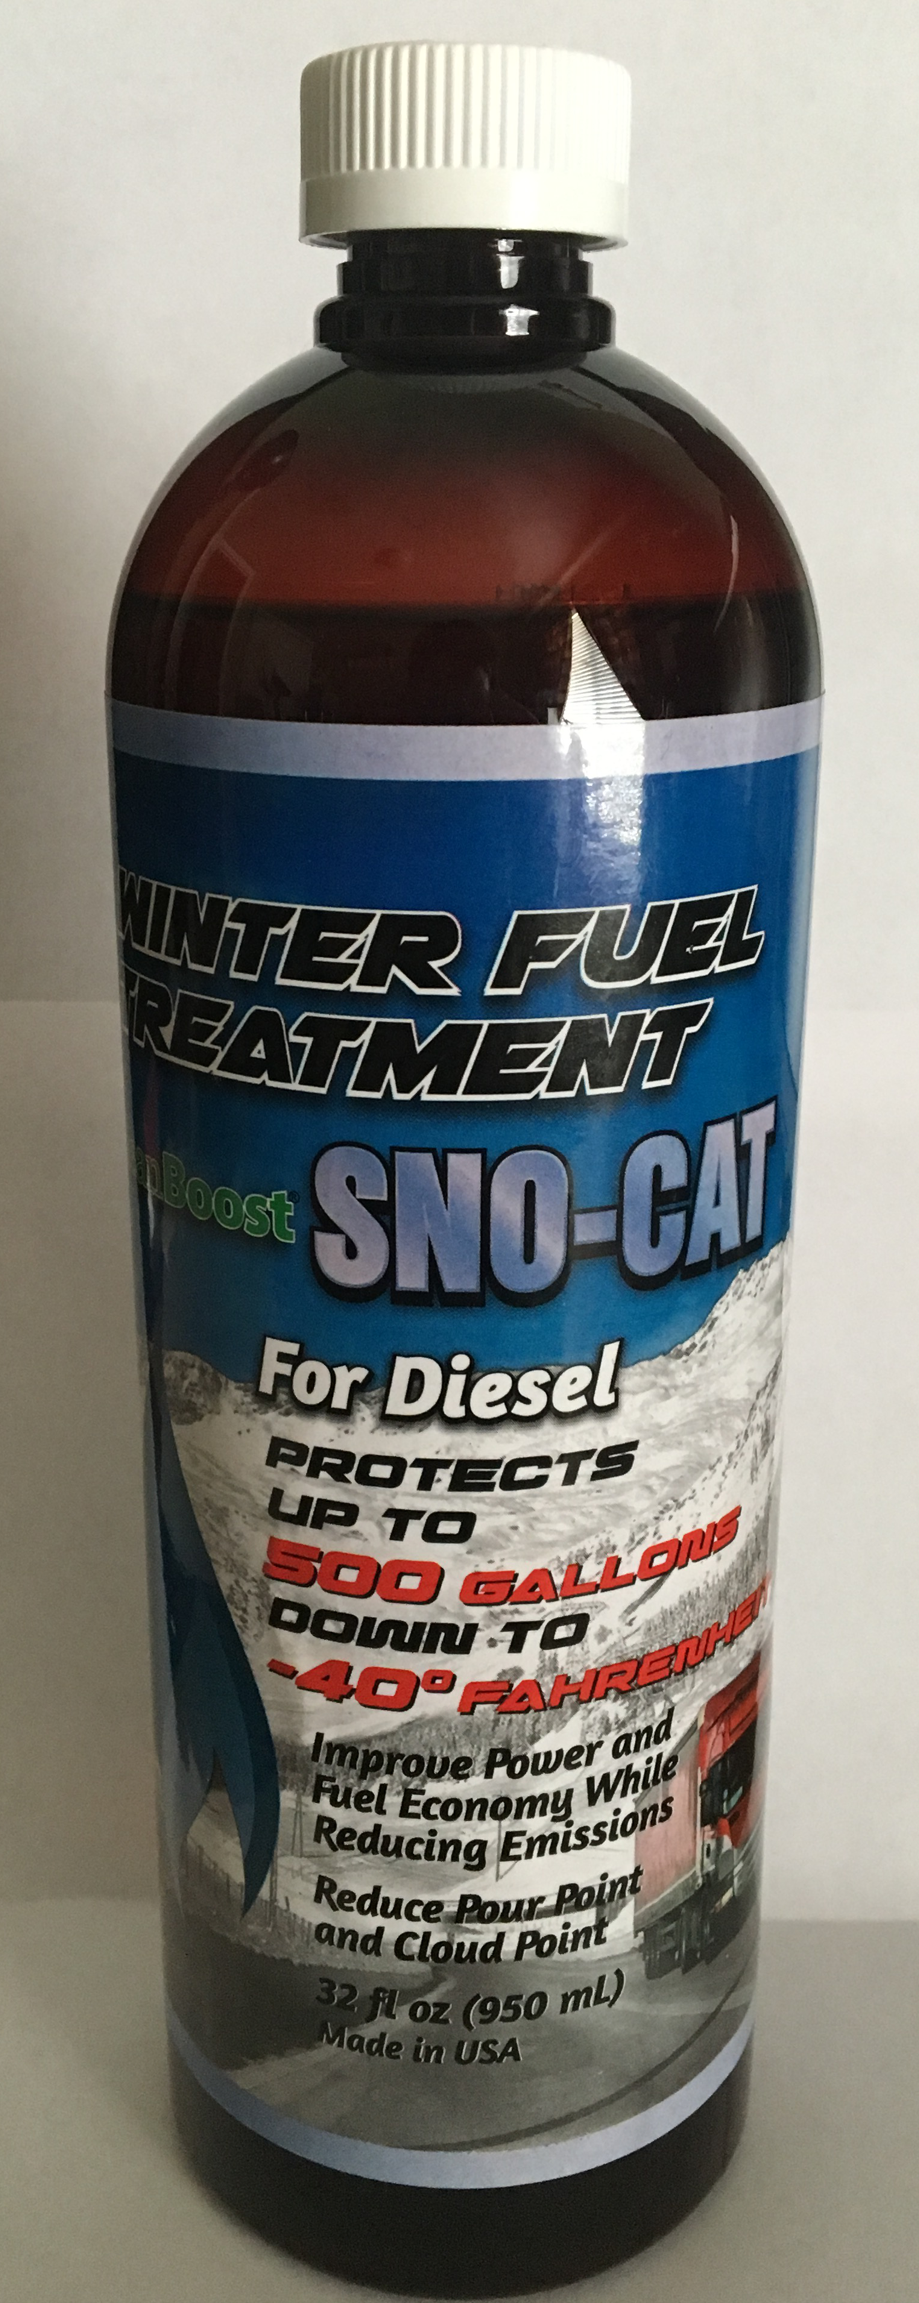 WINTER FUEL
TREATMENT
anBoost® SNO-CAT
For Diesel
PROTECTS
UP TO
500 GALLONS
DOWN TO
-40° FAHRENHEIT
Improve Power and
Fuel Economy While
Reducing Emissions
Reduce Pour Point
and Cloud Point
32 fl oz (950 mL)
Made in USA